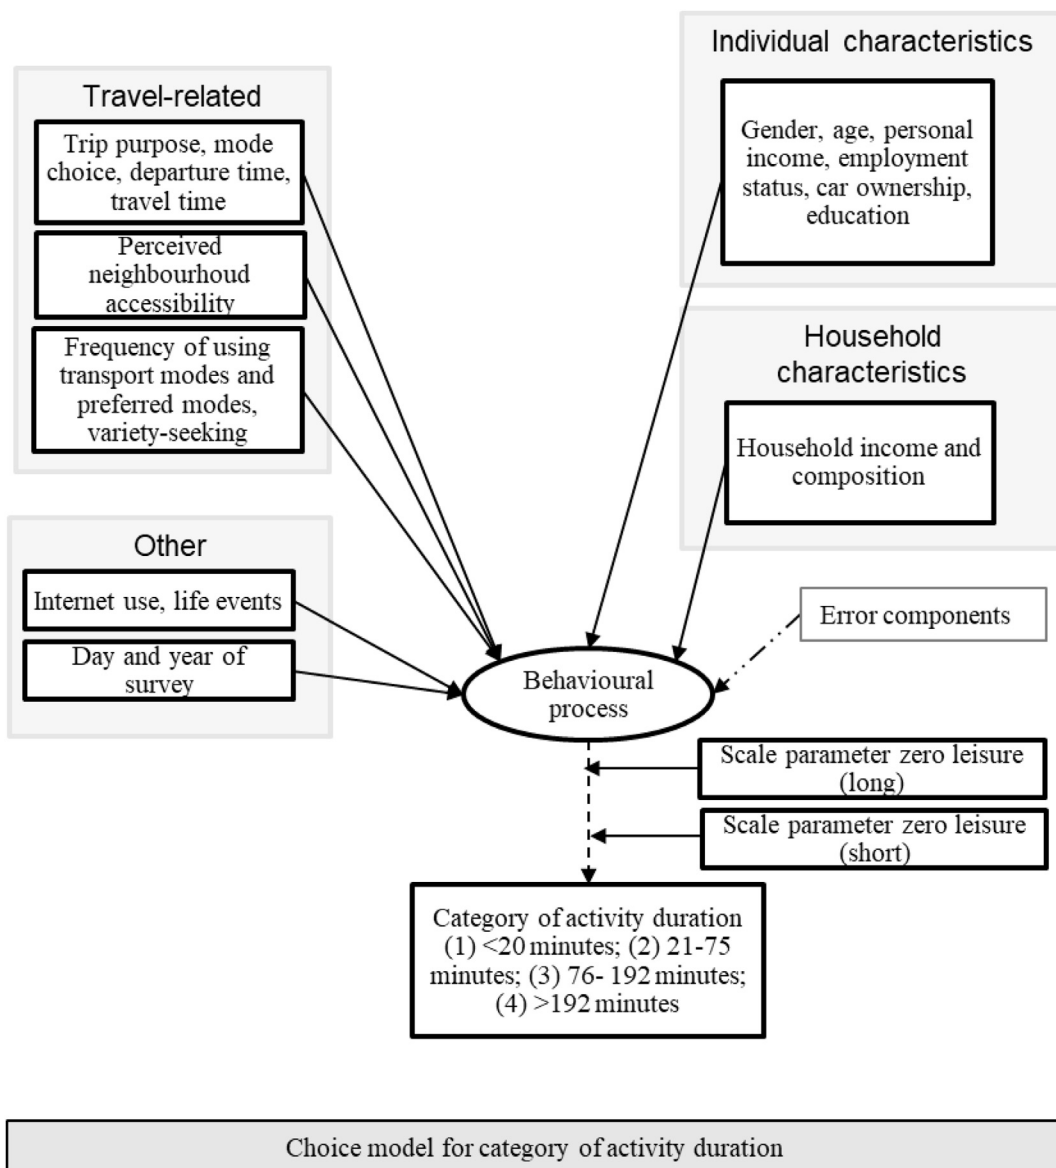 Travel-related
Trip purpose, mode
choice, departure time,
travel time
Perceived
neighbourhoud
accessibility
Frequency of using
transport modes and
preferred modes,
variety-seeking
Individual characteristics
Gender, age, personal
income, employment
status, car ownership,
education
Household
characteristics
Household income and
composition
Other
Internet use, life events
Day and year of
survey
Error components
Behavioural
process
Scale parameter zero leisure
(long)
Scale parameter zero leisure
(short)
Category of activity duration
(1) <20 minutes; (2) 21-75
minutes; (3) 76- 192 minutes;
(4) >192 minutes
Choice model for category of activity duration